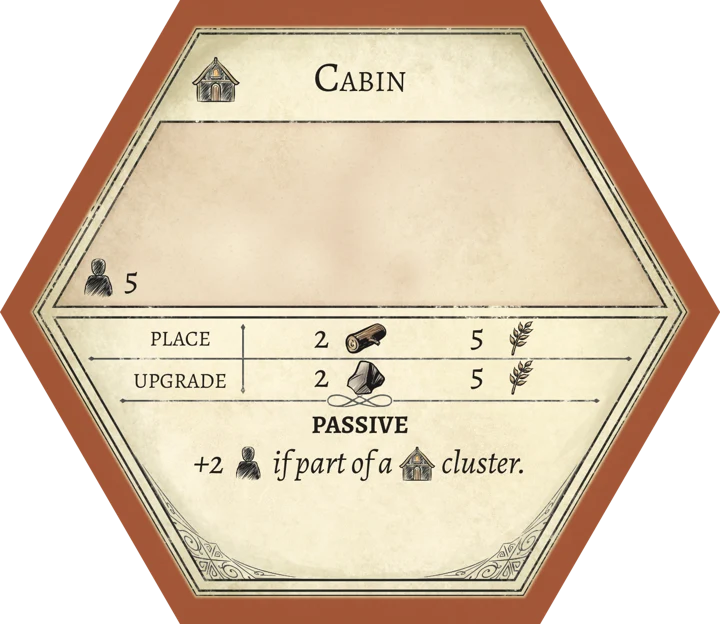 Cabin
5
PLACE 2 5
UPGRADE 2 5
PASSIVE
+2 if part of a cluster.